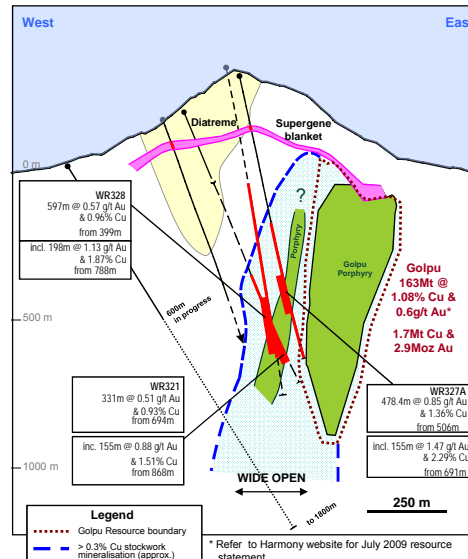 West
East
Diatreme
Supergene
blanket
0 m
WR328
597m @ 0.57 g/t Au
& 0.96% Cu
from 399m
incl. 198m @ 1.13 g/t Au
& 1.87% Cu
from 788m
?
Porphyry
Golpu
Porphyry
Golpu
163Mt @
1.08% Cu &
0.6g/t Au*
1.7Mt Cu &
2.9Moz Au
600m
in progress
500m
WR321
331m @ 0.51 g/t Au
& 0.93% Cu
from 694m
inc. 155m @ 0.88 g/t Au
& 1.51% Cu
from 868m
WR327A
478.4m @ 0.85 g/t Au
& 1.36% Cu
from 506m
incl. 155m @ 1.47 g/t Au
& 2.29% Cu
from 691m
1000 m
WIDE OPEN
to 1800m
250 m
Legend
Golpu Resource boundary
> 0.3% Cu stockwork
mineralisation (approx.)
* Refer to Harmony website for July 2009 resource
statement